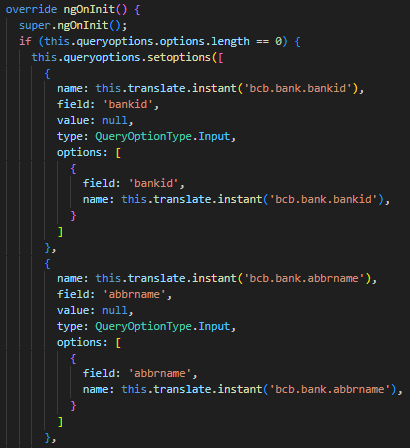 override ngOnInit() {
  super.ngOnInit();
  if (this.queryoptions.options.length == 0) {
    this.queryoptions.setoptions([
      {
        name: this.translate.instant('bcb.bank.bankid'),
        field: 'bankid',
        value: null,
        type: QueryOptionType.Input,
        options: [
          {
            field: 'bankid',
            name: this.translate.instant('bcb.bank.bankid'),
          }
        ]
      },
      {
        name: this.translate.instant('bcb.bank.abbrname'),
        field: 'abbrname',
        value: null,
        type: QueryOptionType.Input,
        options: [
          {
            field: 'abbrname',
            name: this.translate.instant('bcb.bank.abbrname'),
          }
        ]
      },